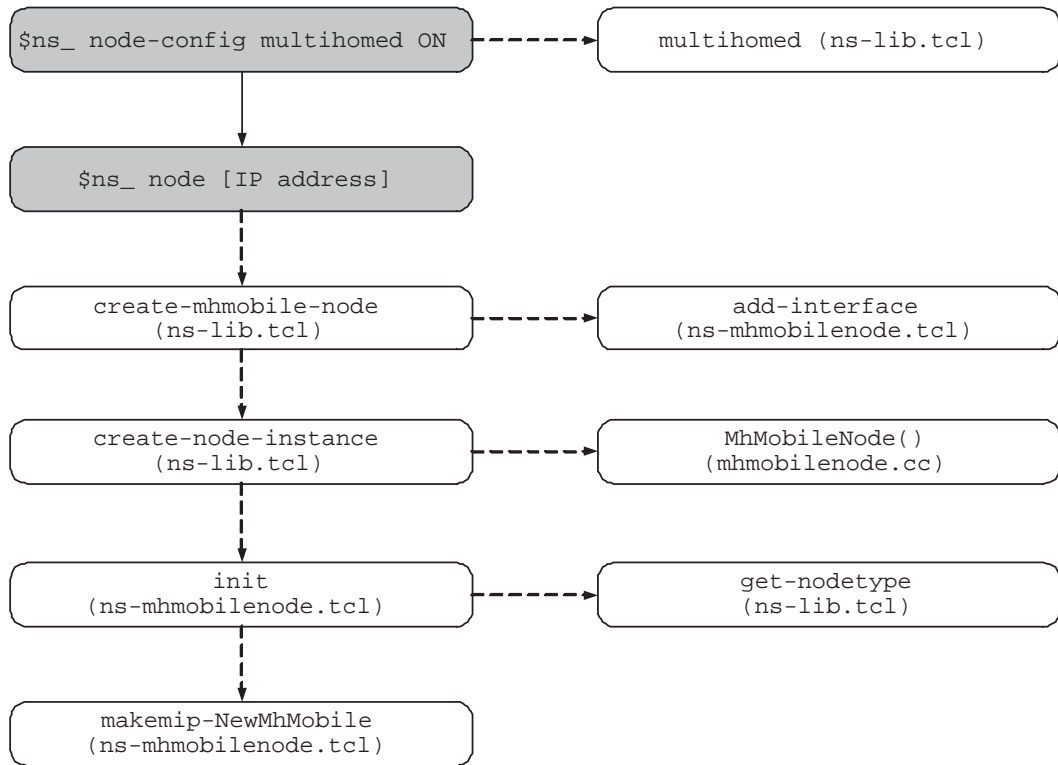 $ns_ node-config multihomed ON
multihomed (ns-lib.tcl)
$ns_ node [IP address]
create-mhmobile-node
(ns-lib.tcl)
add-interface
(ns-mhmobilenode.tcl)
create-node-instance
(ns-lib.tcl)
MhMobileNode()
(mhmobilenode.cc)
init
(ns-mhmobilenode.tcl)
get-nodetype
(ns-lib.tcl)
makemip-NewMhMobile
(ns-mhmobilenode.tcl)